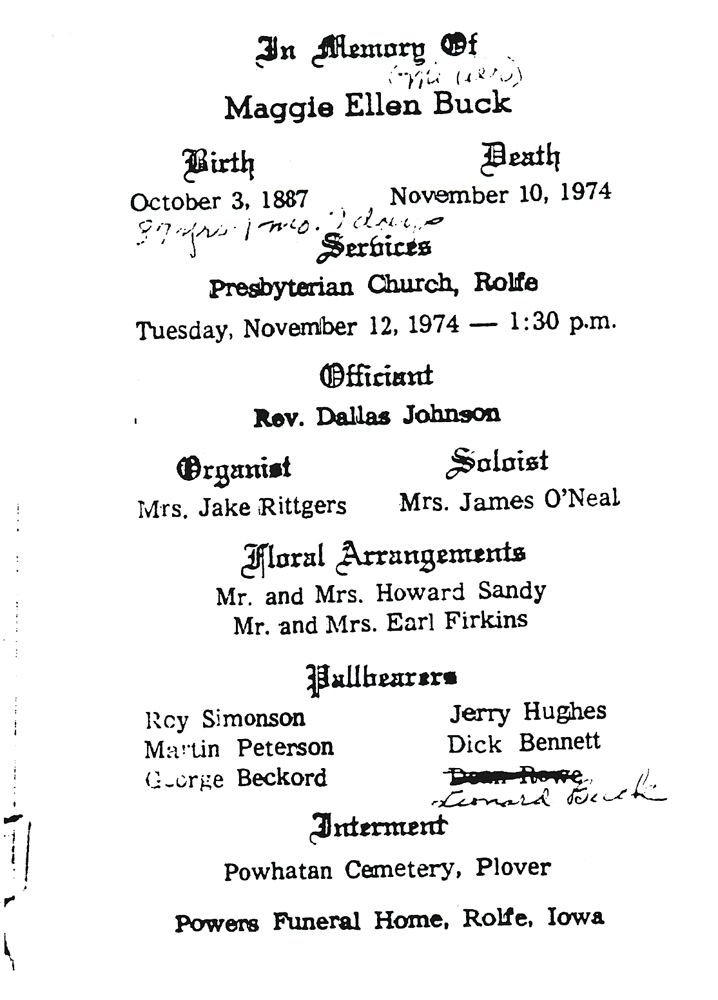 In Memory Of
Maggie Ellen Buck
Birth Death
October 3, 1887 November 10, 1974
87 yrs. 1 mo. 7 days
Services
Presbyterian Church, Rolfe
Tuesday, November 12, 1974 — 1:30 p.m.
Officiant
Rev. Dallas Johnson
Organist Soloist
Mrs. Jake Rittgers Mrs. James O'Neal
Floral Arrangements
Mr. and Mrs. Howard Sandy
Mr. and Mrs. Earl Firkins
Pallbearers
Roy Simonson Jerry Hughes
Martin Peterson Dick Bennett
George Beckord Dean Rowe
Leonard Buck
Interment
Powhatan Cemetery, Plover
Powers Funeral Home, Rolfe, Iowa